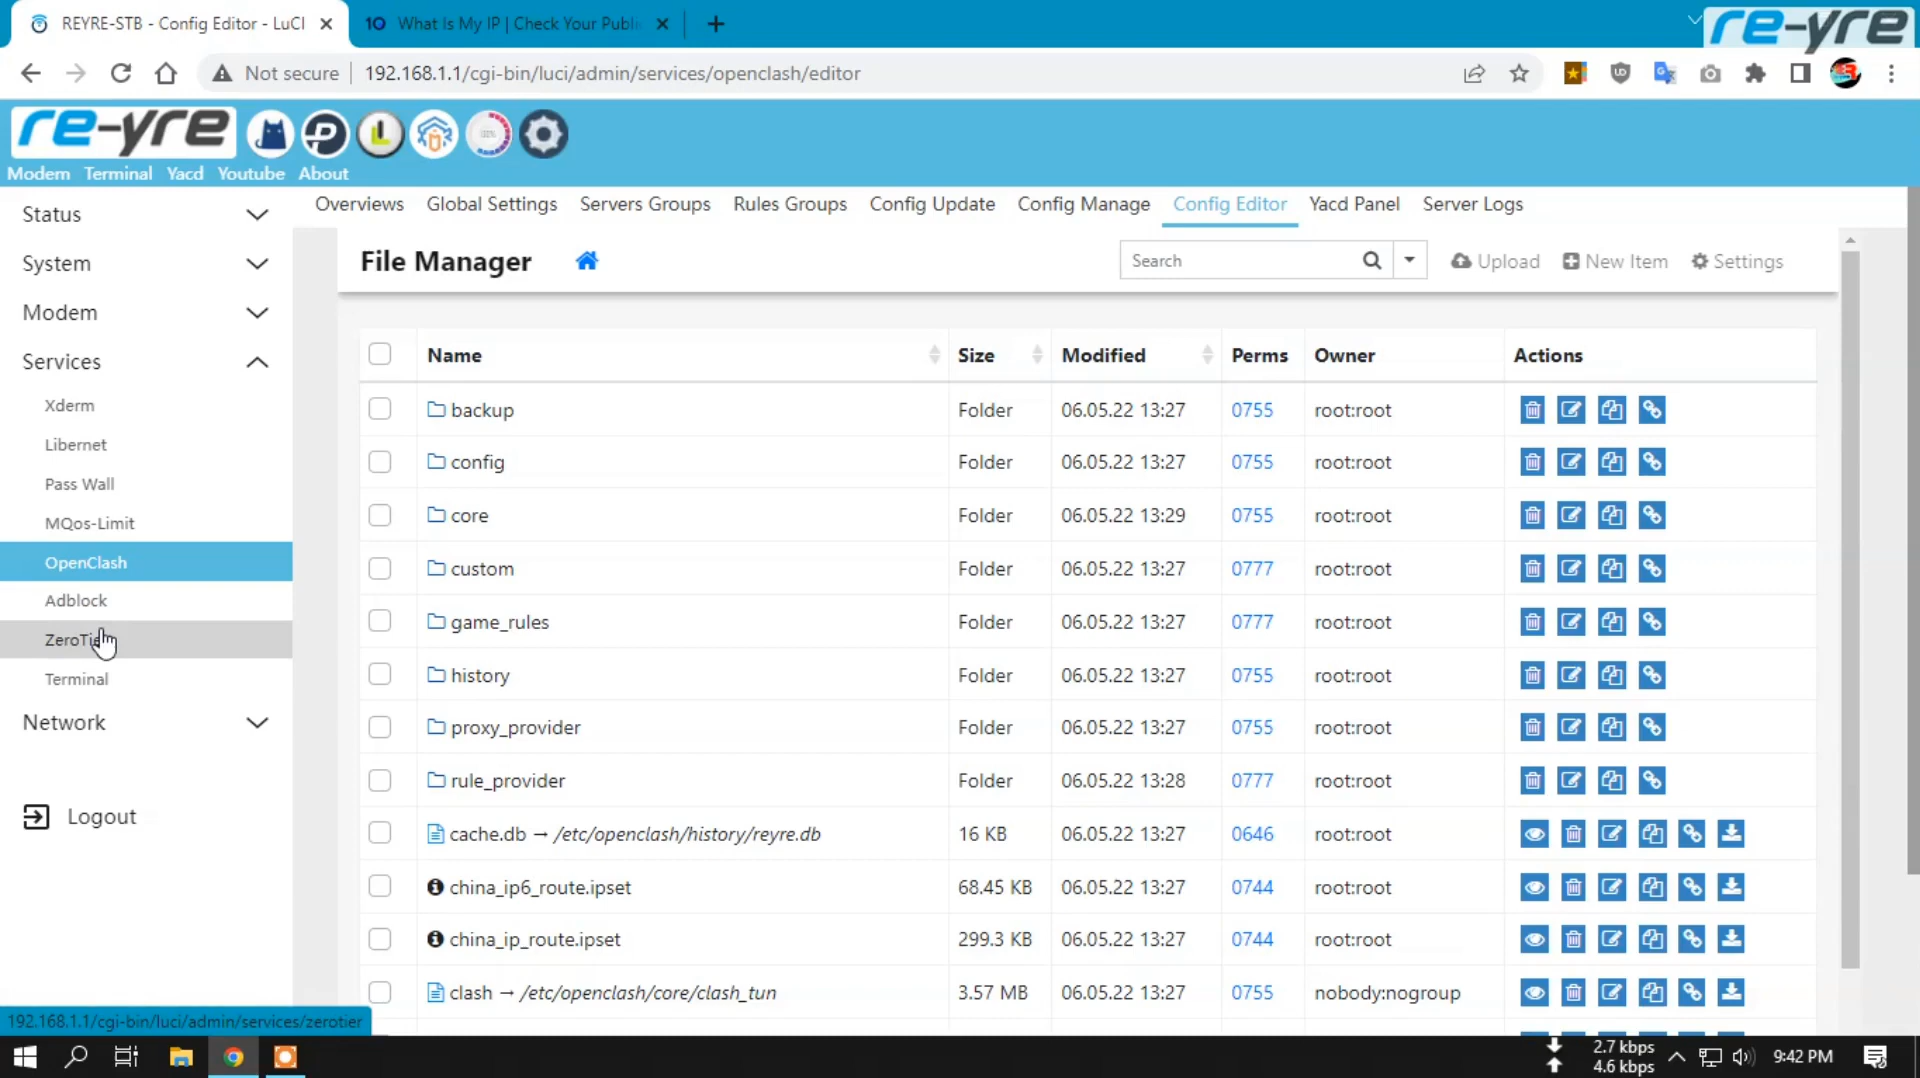 REYRE-STB - Config Editor - LuCI
What Is My IP | Check Your Publi
re-yre
Not secure
192.168.1.1/cgi-bin/luci/admin/services/openclash/editor
re-yre
100%
Modem Terminal Yacd Youtube About
Status
System
Modem
Services
Xderm
Libernet
Pass Wall
MQos-Limit
OpenClash
Adblock
ZeroTie
Terminal
Network
Logout
Overviews Global Settings Servers Groups Rules Groups Config Update Config Manage Config Editor Yacd Panel Server Logs
File Manager
Search
Upload New Item Settings
Name Size Modified Perms Owner Actions
backup Folder 06.05.22 13:27 0755 root:root
config Folder 06.05.22 13:27 0755 root:root
core Folder 06.05.22 13:29 0755 root:root
custom Folder 06.05.22 13:27 0777 root:root
game_rules Folder 06.05.22 13:27 0777 root:root
history Folder 06.05.22 13:27 0755 root:root
proxy_provider Folder 06.05.22 13:27 0755 root:root
rule_provider Folder 06.05.22 13:28 0777 root:root
cache.db → /etc/openclash/history/reyre.db 16 KB 06.05.22 13:27 0646 root:root
china_ip6_route.ipset 68.45 KB 06.05.22 13:27 0744 root:root
china_ip_route.ipset 299.3 KB 06.05.22 13:27 0744 root:root
clash → /etc/openclash/core/clash_tun 3.57 MB 06.05.22 13:27 0755 nobody:nogroup
192.168.1.1/cgi-bin/luci/admin/services/zerotier
2.7 kbps
4.6 kbps
9:42 PM